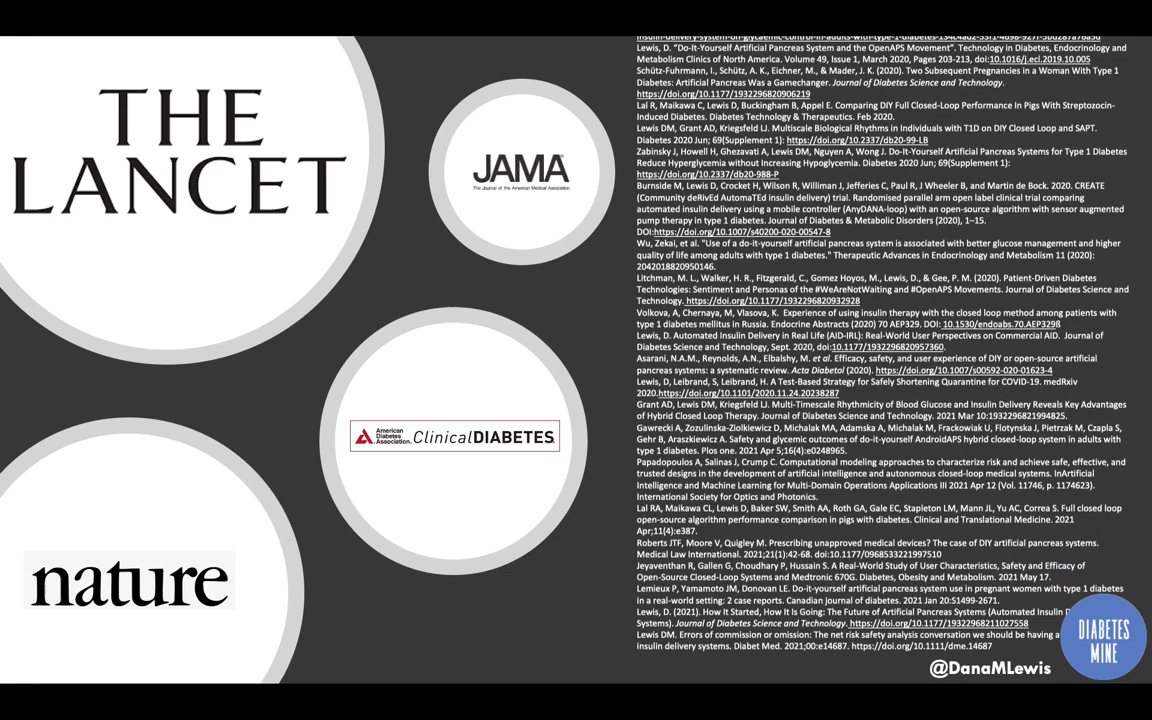 THE
LANCET
JAMA
The Journal of the American Medical Association
American
Diabetes
Association.
ClinicalDIABETES
nature
Lewis, D. "Do-It-Yourself Artificial Pancreas System and the OpenAPS Movement". Technology in Diabetes, Endocrinology and
Metabolism Clinics of North America. Volume 49, Issue 1, March 2020, Pages 203-213, doi:10.1016/j.ecl.2019.10.005
Schütz-Fuhrmann, I., Schütz, A. K., Eichner, M., & Mader, J. K. (2020). Two Subsequent Pregnancies in a Woman With Type 1
Diabetes: Artificial Pancreas Was a Gamechanger. Journal of Diabetes Science and Technology.
https://doi.org/10.1177/1932296820906219
Lal R, Maikawa C, Lewis D, Buckingham B, Appel E. Comparing DIY Full Closed-Loop Performance In Pigs With Streptozocin-
Induced Diabetes. Diabetes Technology & Therapeutics. Feb 2020.
Lewis DM, Grant AD, Kriegsfeld LJ. Multiscale Biological Rhythms in Individuals with T1D on DIY Closed Loop and SAPT.
Diabetes 2020 Jun; 69(Supplement 1): https://doi.org/10.2337/db20-99-LB
Zabinsky J, Howell H, Ghezavati A, Lewis DM, Nguyen A, Wong J. Do-It-Yourself Artificial Pancreas Systems for Type 1 Diabetes
Reduce Hyperglycemia without Increasing Hypoglycemia. Diabetes 2020 Jun; 69(Supplement 1):
https://doi.org/10.2337/db20-988-P
Burnside M, Lewis D, Crocket H, Wilson R, Williman J, Jefferies C, Paul R, J Wheeler B, and Martin de Bock. 2020. CREATE
(Community deRivEd AutomaTEd insulin delivery) trial. Randomised parallel arm open label clinical trial comparing
automated insulin delivery using a mobile controller (AnyDANA-loop) with an open-source algorithm with sensor augmented
pump therapy in type 1 diabetes. Journal of Diabetes & Metabolic Disorders (2020), 1–15.
DOI:https://doi.org/10.1007/s40200-020-00547-8
Wu, Zekai, et al. "Use of a do-it-yourself artificial pancreas system is associated with better glucose management and higher
quality of life among adults with type 1 diabetes." Therapeutic Advances in Endocrinology and Metabolism 11 (2020):
2042018820950146.
Litchman, M. L., Walker, H. R., Fitzgerald, C., Gomez Hoyos, M., Lewis, D., & Gee, P. M. (2020). Patient-Driven Diabetes
Technologies: Sentiment and Personas of the #WeAreNotWaiting and #OpenAPS Movements. Journal of Diabetes Science and
Technology. https://doi.org/10.1177/1932296820932928
Volkova, A, Chernaya, M, Vlasova, K. Experience of using insulin therapy with the closed loop method among patients with
type 1 diabetes mellitus in Russia. Endocrine Abstracts (2020) 70 AEP329. DOI: 10.1530/endoabs.70.AEP329ß
Lewis, D. Automated Insulin Delivery in Real Life (AID-IRL): Real-World User Perspectives on Commercial AID. Journal of
Diabetes Science and Technology, Sept. 2020, doi:10.1177/1932296820957360.
Asarani, N.A.M., Reynolds, A.N., Elbalshy, M. et al. Efficacy, safety, and user experience of DIY or open-source artificial
pancreas systems: a systematic review. Acta Diabetol (2020). https://doi.org/10.1007/s00592-020-01623-4
Lewis, D, Leibrand, S, Leibrand, H. A Test-Based Strategy for Safely Shortening Quarantine for COVID-19. medRxiv
2020.https://doi.org/10.1101/2020.11.24.20238287
Grant AD, Lewis DM, Kriegsfeld LJ. Multi-Timescale Rhythmicity of Blood Glucose and Insulin Delivery Reveals Key Advantages
of Hybrid Closed Loop Therapy. Journal of Diabetes Science and Technology. 2021 Mar 10:1932296821994825.
Gawrecki A, Zozulinska-Ziolkiewicz D, Michalak MA, Adamska A, Michalak M, Frackowiak U, Flotynska J, Pietrzak M, Czapla S,
Gehr B, Araszkiewicz A. Safety and glycemic outcomes of do-it-yourself AndroidAPS hybrid closed-loop system in adults with
type 1 diabetes. Plos one. 2021 Apr 5;16(4):e0248965.
Papadopoulos A, Salinas J, Crump C. Computational modeling approaches to characterize risk and achieve safe, effective, and
trusted designs in the development of artificial intelligence and autonomous closed-loop medical systems. InArtificial
Intelligence and Machine Learning for Multi-Domain Operations Applications III 2021 Apr 12 (Vol. 11746, p. 1174623).
International Society for Optics and Photonics.
Lal RA, Maikawa CL, Lewis D, Baker SW, Smith AA, Roth GA, Gale EC, Stapleton LM, Mann JL, Yu AC, Correa S. Full closed loop
open-source algorithm performance comparison in pigs with diabetes. Clinical and Translational Medicine. 2021
Apr;11(4):e387.
Roberts JTF, Moore V, Quigley M. Prescribing unapproved medical devices? The case of DIY artificial pancreas systems.
Medical Law International. 2021;21(1):42-68. doi:10.1177/0968533221997510
Jeyaventhan R, Gallen G, Choudhary P, Hussain S. A Real-World Study of User Characteristics, Safety and Efficacy of
Open-Source Closed-Loop Systems and Medtronic 670G. Diabetes, Obesity and Metabolism. 2021 May 17.
Lemieux P, Yamamoto JM, Donovan LE. Do-it-yourself artificial pancreas system use in pregnant women with type 1 diabetes
in a real-world setting: 2 case reports. Canadian journal of diabetes. 2021 Jan 20:S1499-2671.
Lewis, D. (2021). How It Started, How It Is Going: The Future of Artificial Pancreas Systems (Automated Insulin
Systems). Journal of Diabetes Science and Technology. https://doi.org/10.1177/19322968211027558
Lewis DM. Errors of commission or omission: The net risk safety analysis conversation we should be having
insulin delivery systems. Diabet Med. 2021;00:e14687. https://doi.org/10.1111/dme.14687
DIABETES
MINE
@DanaMLewis